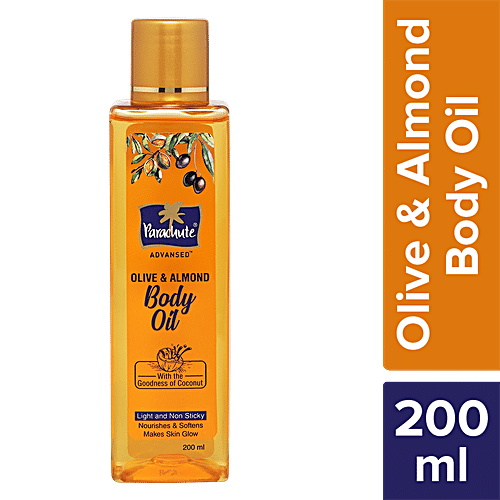 Parachute®
ADVANSED™
OLIVE & ALMOND
Body
Oil
With the
Goodness of Coconut
Light and Non Sticky
Nourishes & Softens
Makes Skin Glow
200 ml
Olive & Almond
Body Oil
200
ml